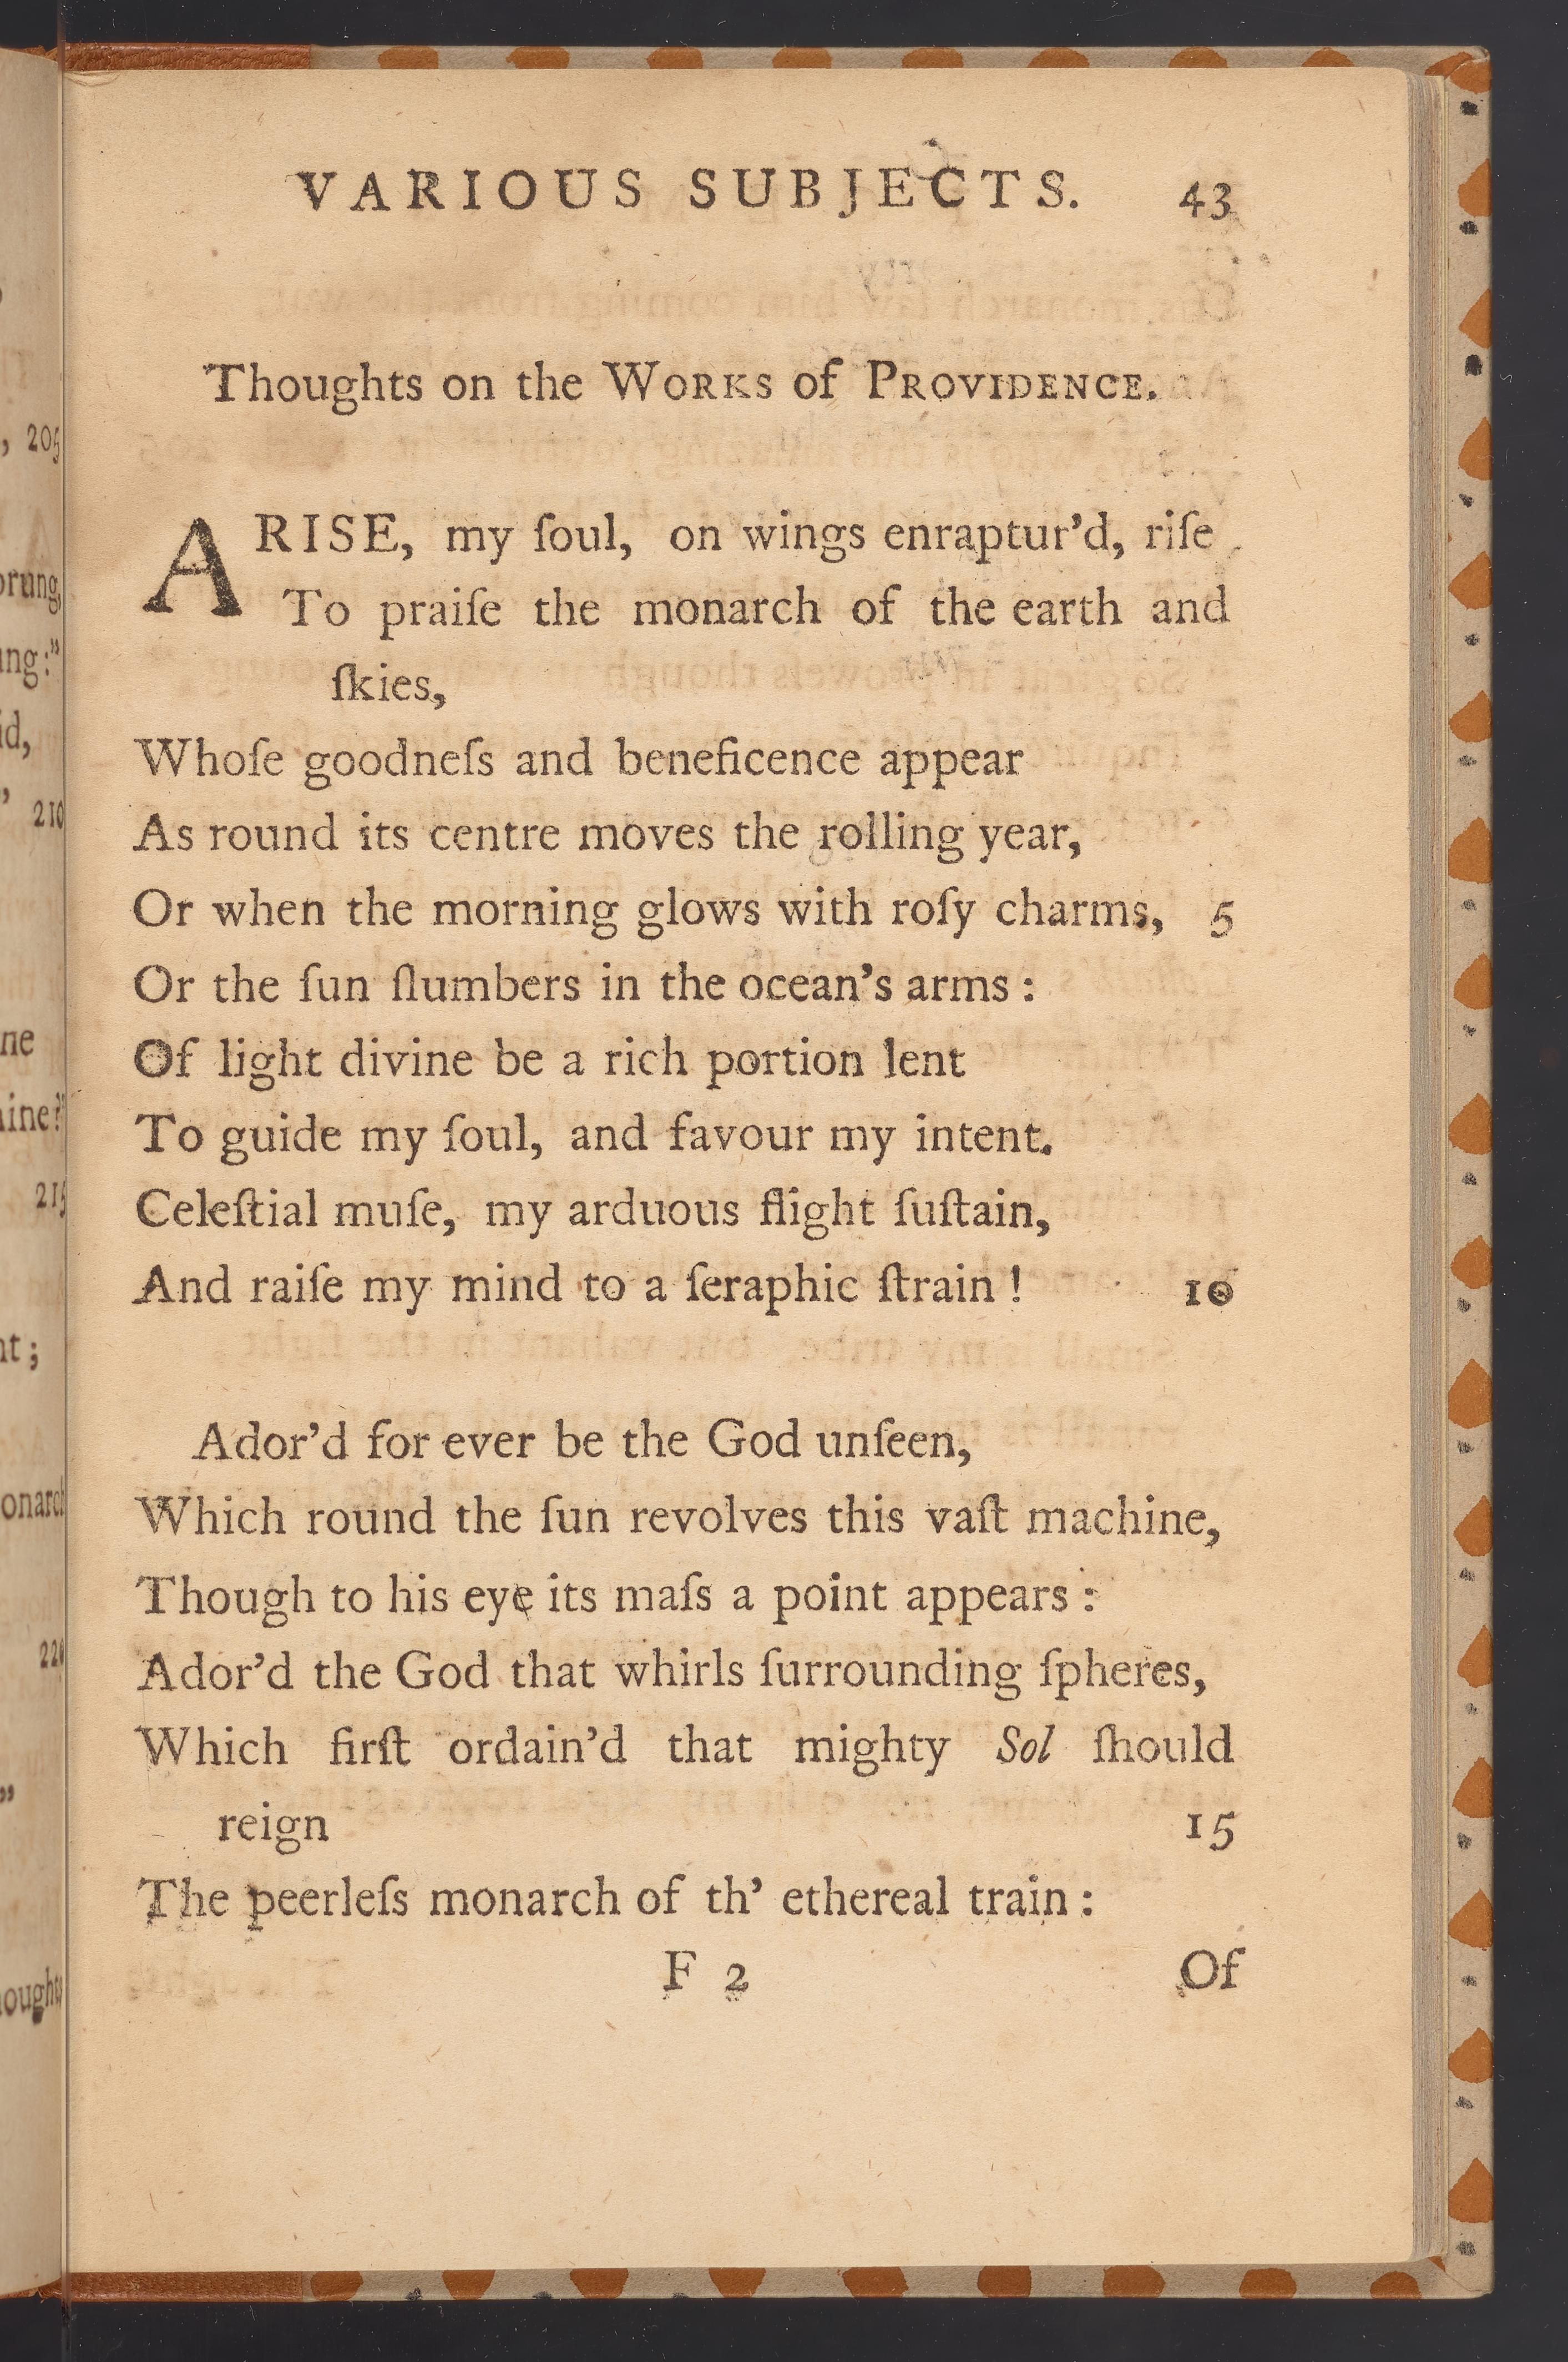 VARIOUS SUBJECTS. 43
Thoughts on the WORKS of PROVIDENCE.
ARISE, my ſoul, on wings enraptur’d, riſe
To praiſe the monarch of the earth and
ſkies,
Whoſe goodneſs and beneficence appear
As round its centre moves the rolling year,
Or when the morning glows with roſy charms, 5
Or the ſun ſlumbers in the ocean’s arms :
Of light divine be a rich portion lent
To guide my ſoul, and favour my intent.
Celeſtial muſe, my arduous flight ſuſtain,
And raiſe my mind to a ſeraphic ſtrain ! 10
Ador’d for ever be the God unſeen,
Which round the ſun revolves this vaſt machine,
Though to his eye its maſs a point appears :
Ador’d the God that whirls ſurrounding ſpheres,
Which firſt ordain’d that mighty Sol ſhould
reign 15
The peerleſs monarch of th’ ethereal train :
F 2 Of